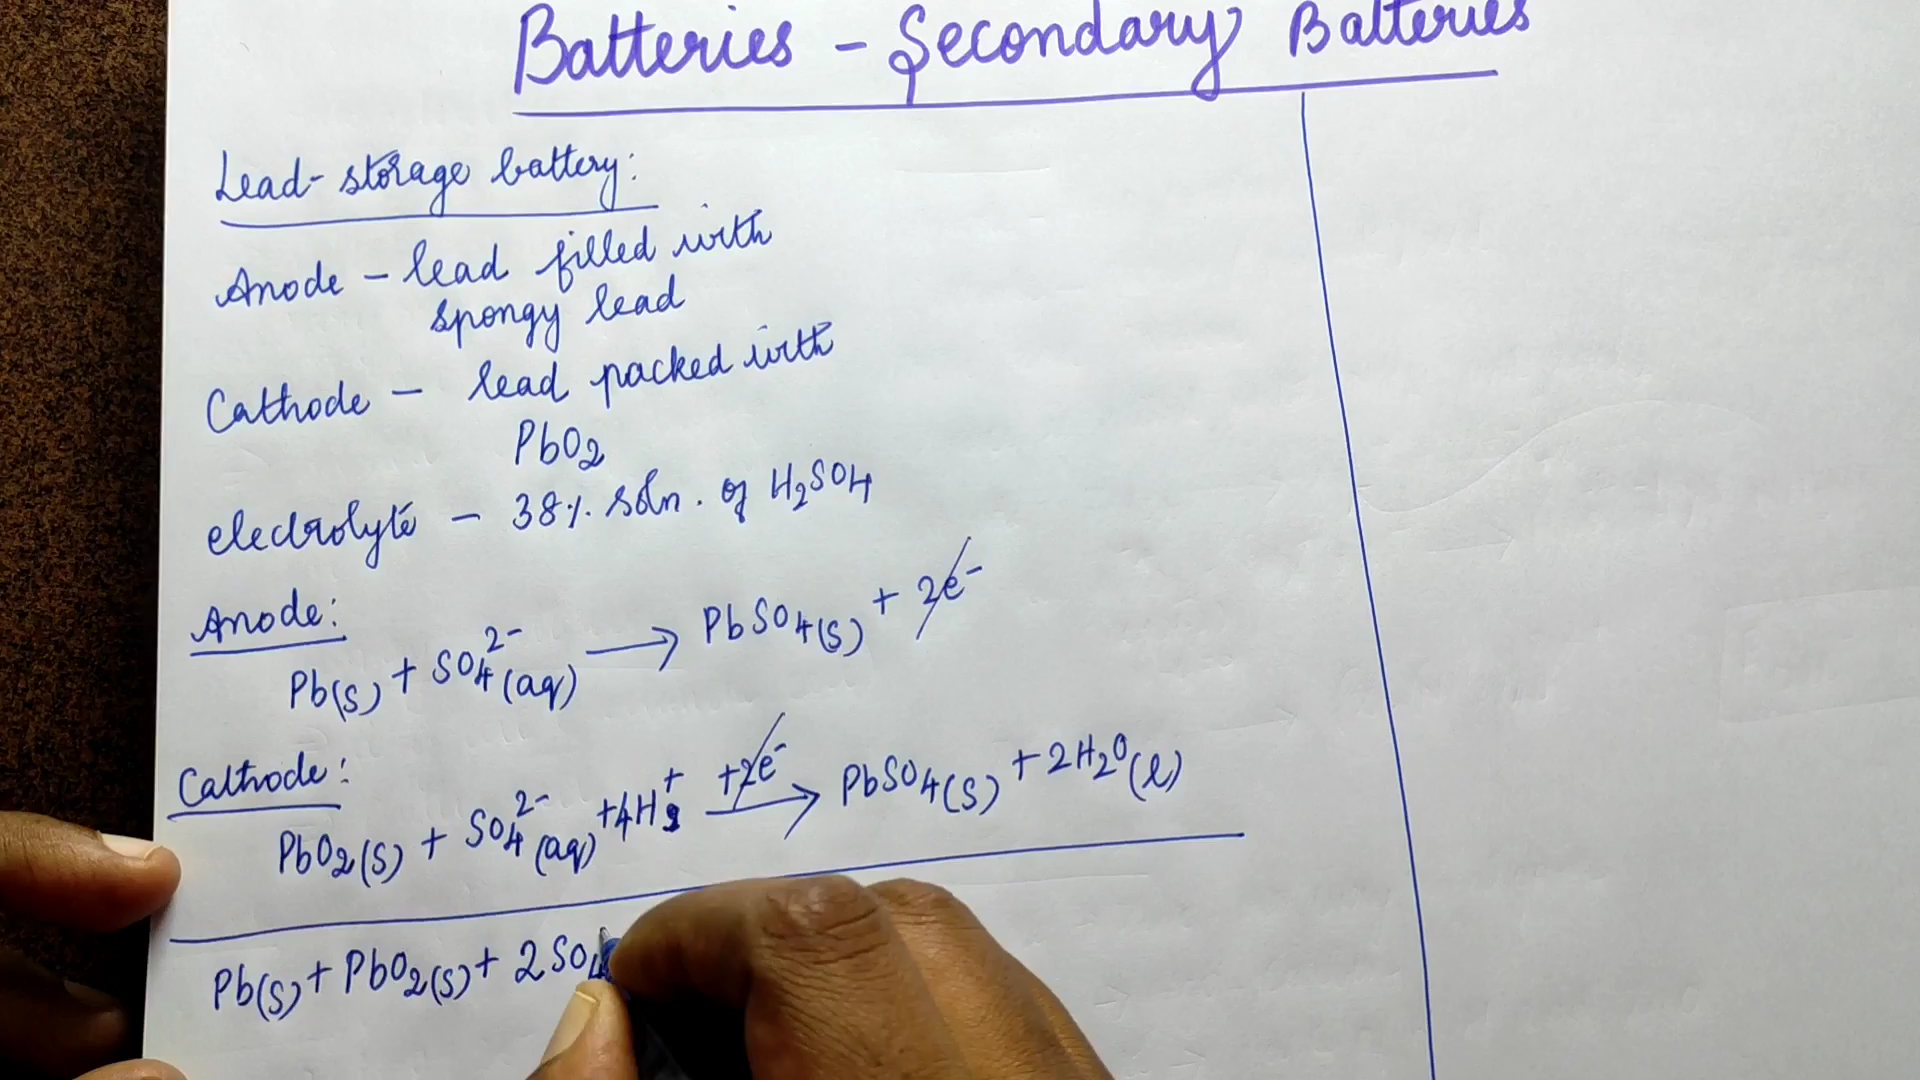 Batteries - Secondary Batteries
Lead-storage battery:
Anode - lead filled with
spongy lead
Cathode - lead packed with
PbO2
electrolyte - 38% soln. of H2SO4
Anode:
Pb(s) + SO4^2-(aq) → PbSO4(s) + 2e-
Cathode:
PbO2(s) + SO4^2-(aq) + 4H+ +2e- → PbSO4(s) + 2H2O(l)
Pb(s) + PbO2(s) + 2SO4